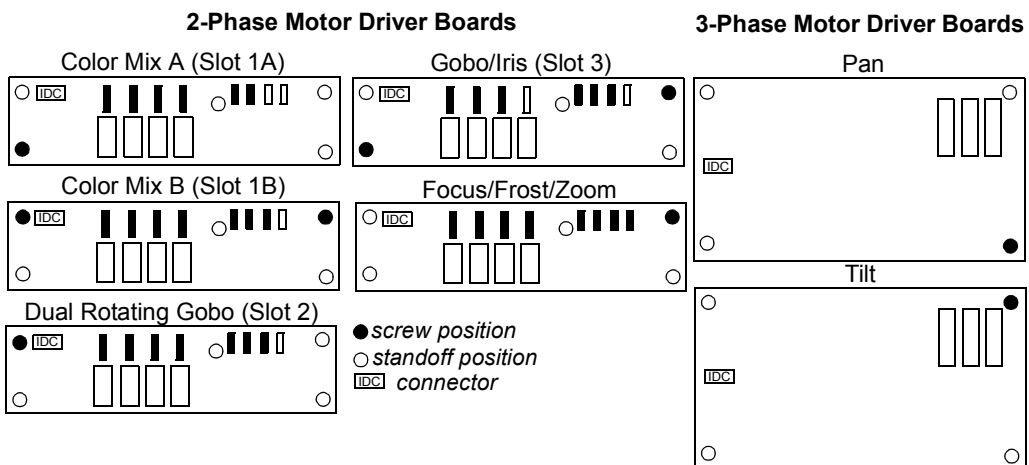 2-Phase Motor Driver Boards
3-Phase Motor Driver Boards
Color Mix A (Slot 1A)
IDC
Gobo/Iris (Slot 3)
IDC
Pan
IDC
Color Mix B (Slot 1B)
IDC
Focus/Frost/Zoom
IDC
Tilt
IDC
Dual Rotating Gobo (Slot 2)
IDC
screw position
standoff position
IDC connector